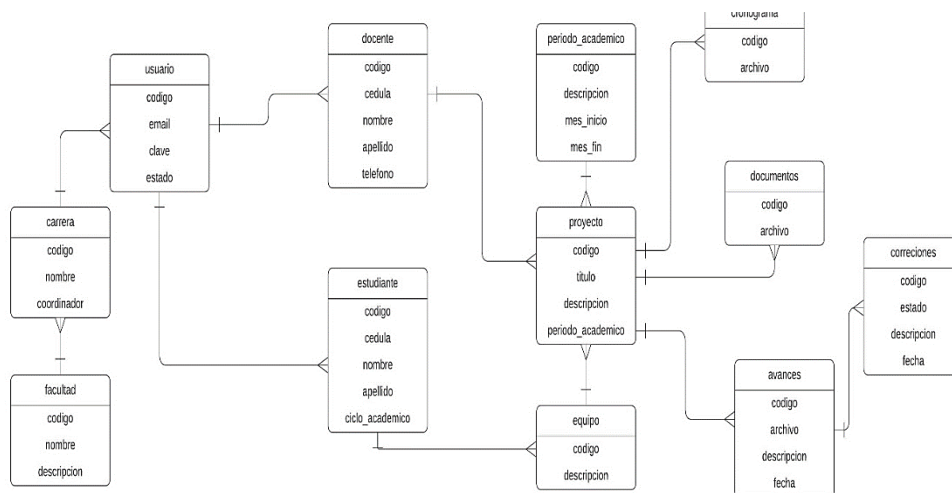 usuario
codigo
email
clave
estado
carrera
codigo
nombre
coordinador
facultad
codigo
nombre
descripcion
docente
codigo
cedula
nombre
apellido
telefono
estudiante
codigo
cedula
nombre
apellido
ciclo_academico
periodo_academico
codigo
descripcion
mes_inicio
mes_fin
proyecto
codigo
titulo
descripcion
periodo_academico
equipo
codigo
descripcion
cronograma
codigo
archivo
documentos
codigo
archivo
avances
codigo
archivo
descripcion
fecha
correciones
codigo
estado
descripcion
fecha